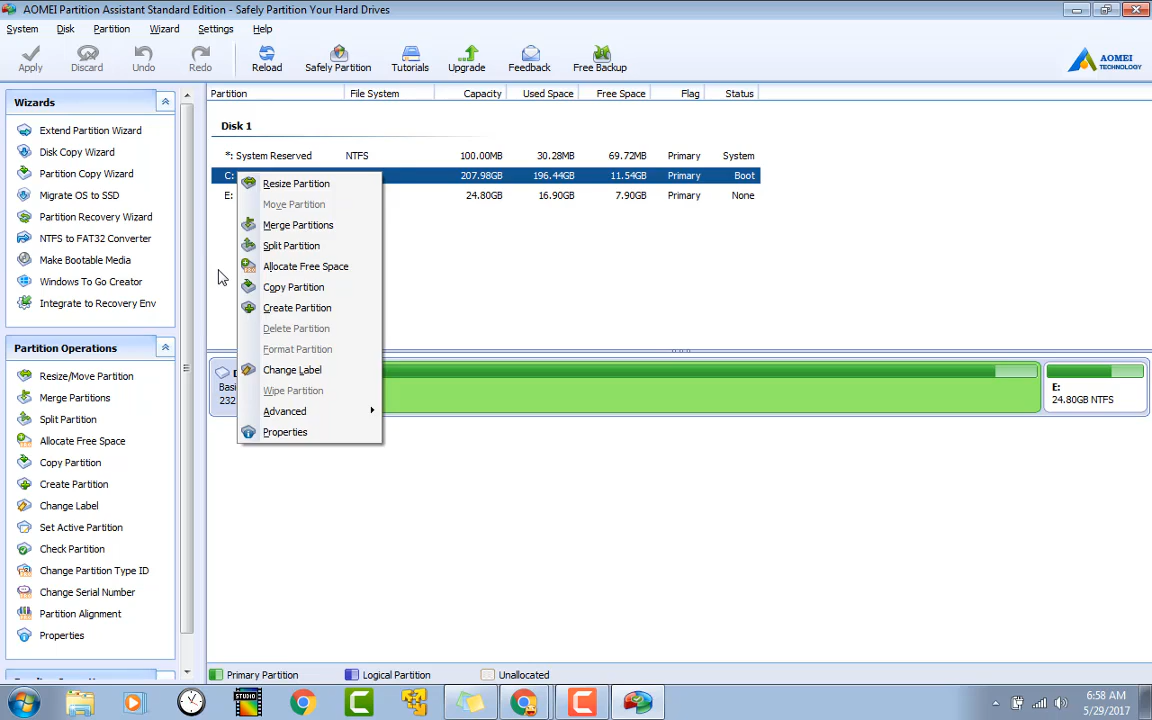 AOMEI Partition Assistant Standard Edition - Safely Partition Your Hard Drives
System Disk Partition Wizard Settings Help
Apply Discard Undo Redo Reload Safely Partition Tutorials Upgrade Feedback Free Backup
AOMEI
TECHNOLOGY
Wizards
Extend Partition Wizard
Disk Copy Wizard
Partition Copy Wizard
Migrate OS to SSD
Partition Recovery Wizard
NTFS to FAT32 Converter
Make Bootable Media
Windows To Go Creator
Integrate to Recovery Env
Partition Operations
Resize/Move Partition
Merge Partitions
Split Partition
Allocate Free Space
Copy Partition
Create Partition
Change Label
Set Active Partition
Check Partition
Change Partition Type ID
Change Serial Number
Partition Alignment
Properties
Partition File System Capacity Used Space Free Space Flag Status
Disk 1
*: System Reserved NTFS 100.00MB 30.28MB 69.72MB Primary System
C: 207.98GB 196.44GB 11.54GB Primary Boot
E: 24.80GB 16.90GB 7.90GB Primary None
Resize Partition
Move Partition
Merge Partitions
Split Partition
Allocate Free Space
Copy Partition
Create Partition
Delete Partition
Format Partition
Change Label
Wipe Partition
Advanced
Properties
Basi
232
E:
24.80GB NTFS
Primary Partition Logical Partition Unallocated
STUDIO
6:58 AM
5/29/2017